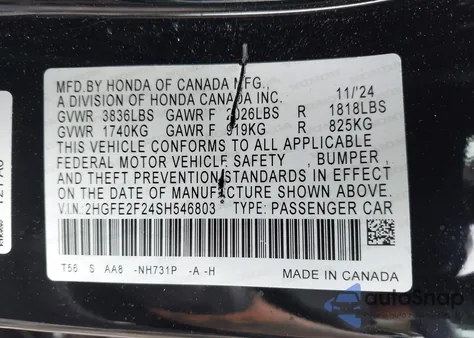 MFD.BY HONDA OF CANADA MFG.,
A DIVISION OF HONDA CANADA INC. 11/'24
GVWR 3836LBS GAWR F 2026LBS R 1818LBS
GVWR 1740KG GAWR F 919KG R 825KG
THIS VEHICLE CONFORMS TO ALL APPLICABLE
FEDERAL MOTOR VEHICLE SAFETY , BUMPER ,
AND THEFT PREVENTION STANDARDS IN EFFECT
ON THE DATE OF MANUFACTURE SHOWN ABOVE.
V.I.N.: 2HGFE2F24SH546803 * TYPE: PASSENGER CAR
T56 S AA8 -NH731P -A -H
MADE IN CANADA
autoSnap